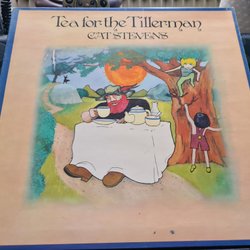 Tea for the Tillerman
CAT STEVENS